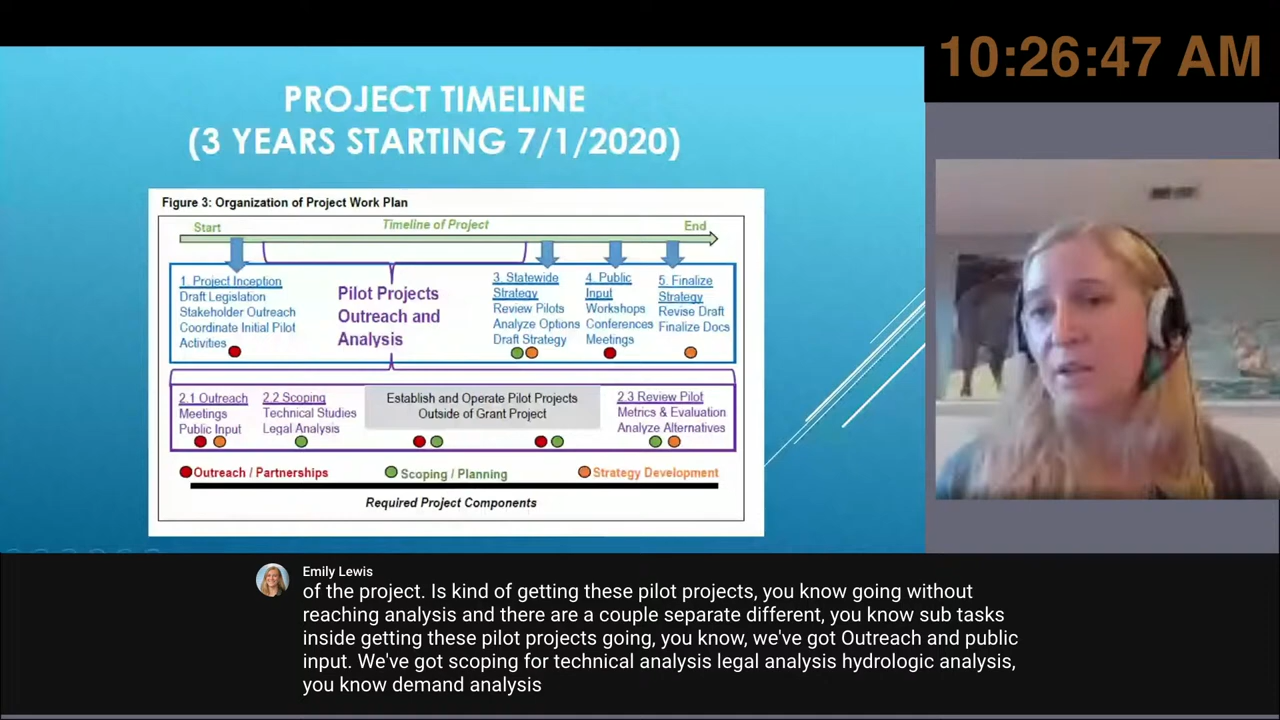 10:26:47 AM
PROJECT TIMELINE
(3 YEARS STARTING 7/1/2020)
Figure 3: Organization of Project Work Plan
Start
Timeline of Project
End
1. Project Inception
Draft Legislation
Stakeholder Outreach
Coordinate Initial Pilot
Activities
Pilot Projects
Outreach and
Analysis
3. Statewide
Strategy
Review Pilots
Analyze Options
Draft Strategy
4. Public
Input
Workshops
Conferences
Meetings
5. Finalize
Strategy
Revise Draft
Finalize Docs
2.1 Outreach
Meetings
Public Input
2.2 Scoping
Technical Studies
Legal Analysis
Establish and Operate Pilot Projects
Outside of Grant Project
2.3 Review Pilot
Metrics & Evaluation
Analyze Alternatives
Outreach / Partnerships
Scoping / Planning
Strategy Development
Required Project Components
Emily Lewis
of the project. Is kind of getting these pilot projects, you know going without
reaching analysis and there are a couple separate different, you know sub tasks
inside getting these pilot projects going, you know, we've got Outreach and public
input. We've got scoping for technical analysis legal analysis hydrologic analysis,
you know demand analysis